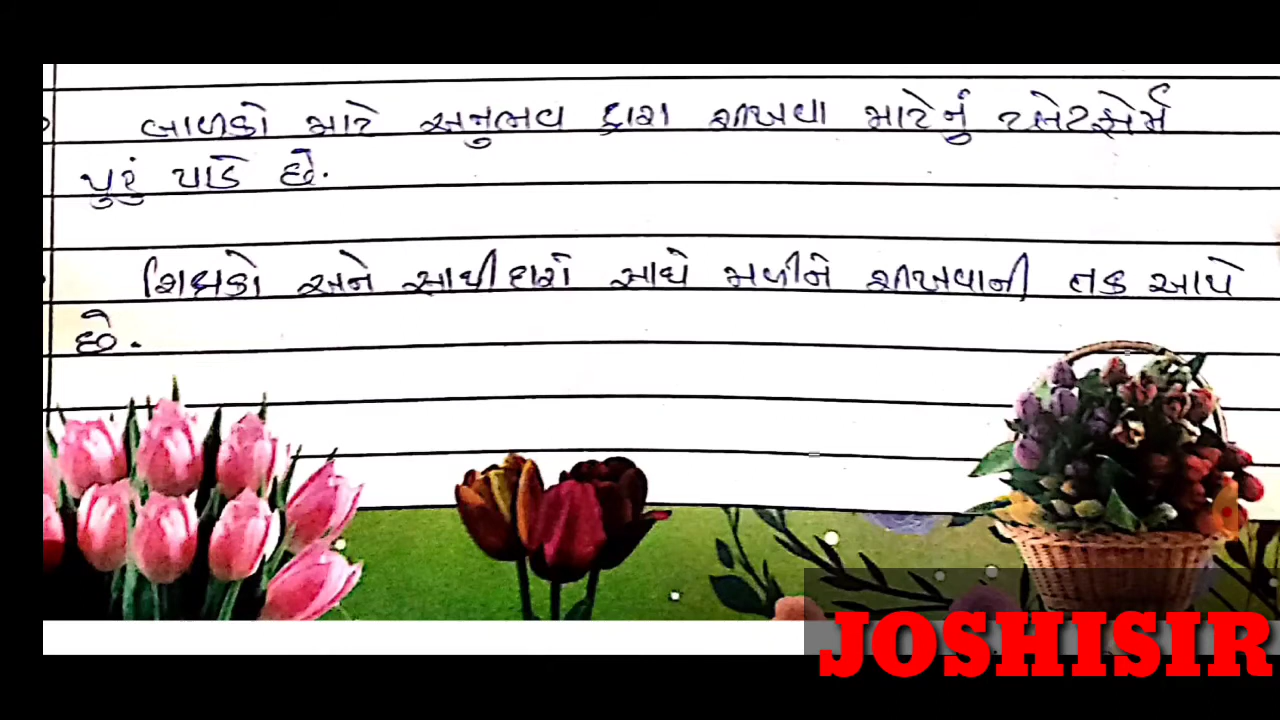 બાળકો માટે અનુભવ દ્વારા શીખવા માટેનું પ્લેટફોર્મ
પુરું પાડે છે.
શિક્ષકો અને સાથીદારો સાથે મળીને શીખવાની તક આપે
છે.
JOSHISIR